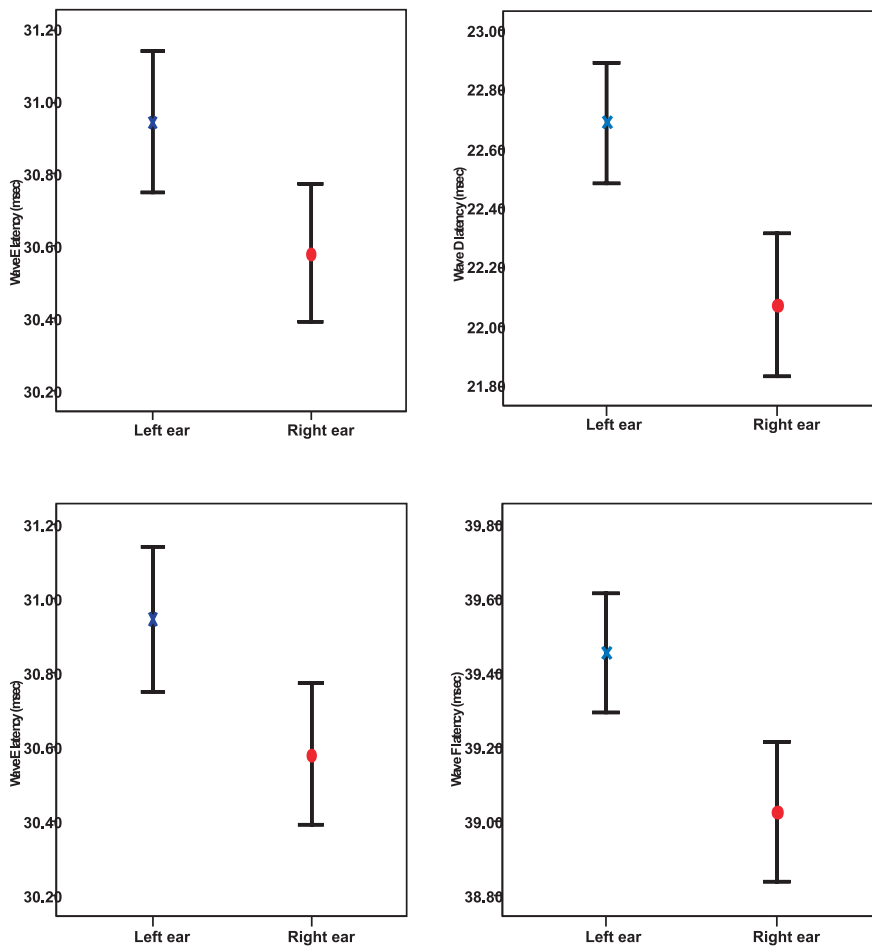 31.20
31.00
30.80
30.60
30.40
30.20
WaveE latency (msec)
Left ear
Right ear
23.00
22.80
22.60
22.40
22.20
22.00
21.80
Wave D latency (msec)
Left ear
Right ear
31.20
31.00
30.80
30.60
30.40
30.20
WaveE latency (msec)
Left ear
Right ear
39.80
39.60
39.40
39.20
39.00
38.80
Wave F latency (msec)
Left ear
Right ear